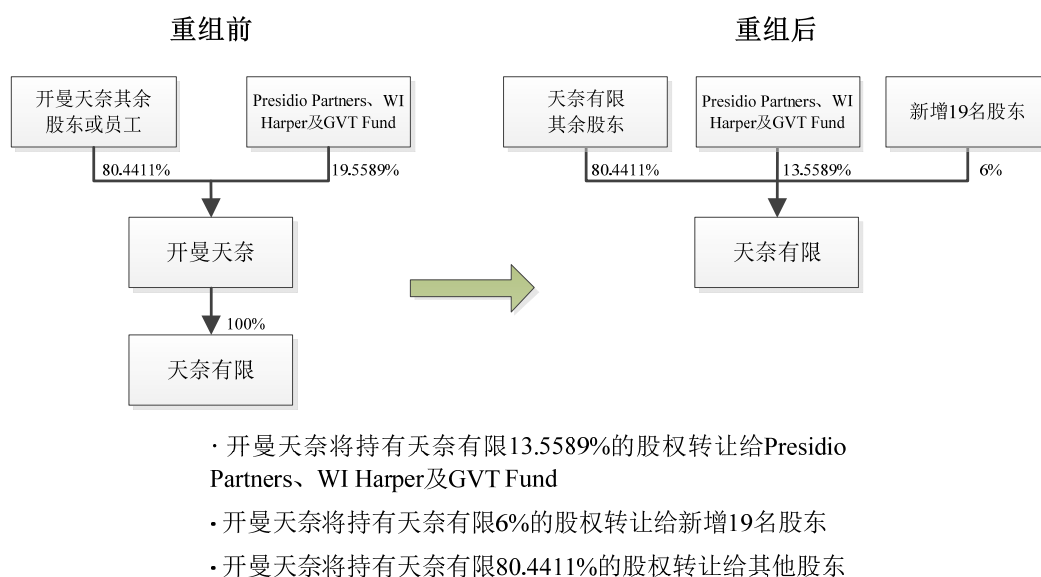 重组前
重组后
开曼天奈其余
股东或员工
Presidio Partners、WI
Harper及GVT Fund
天奈有限
其余股东
Presidio Partners、WI
Harper及GVT Fund
新增19名股东
80.4411%
19.5589%
80.4411%
13.5589%
6%
开曼天奈
天奈有限
100%
天奈有限
· 开曼天奈将持有天奈有限13.5589%的股权转让给Presidio
Partners、WI Harper及GVT Fund
· 开曼天奈将持有天奈有限6%的股权转让给新增19名股东
· 开曼天奈将持有天奈有限80.4411%的股权转让给其他股东